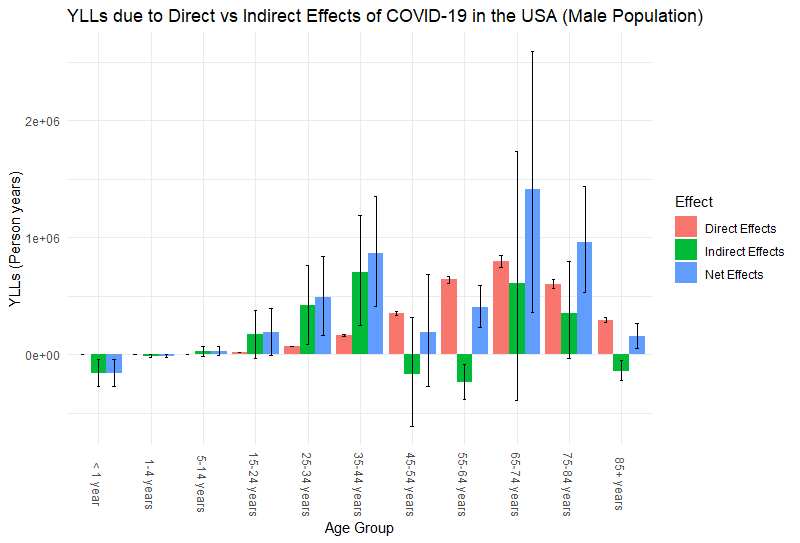 YLLs due to Direct vs Indirect Effects of COVID-19 in the USA (Male Population)
YLLs (Person years)
2e+06
1e+06
0e+00
< 1 year
1-4 years
5-14 years
15-24 years
25-34 years
35-44 years
45-54 years
55-64 years
65-74 years
75-84 years
85+ years
Age Group
Effect
Direct Effects
Indirect Effects
Net Effects